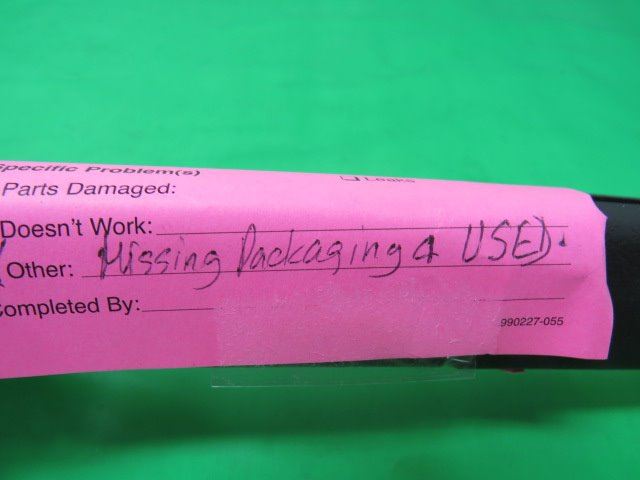 Specific Problem(s)
Leaks
Parts Damaged:
Doesn't Work:
Other: Missing Packaging & USED.
Completed By:
990227-055